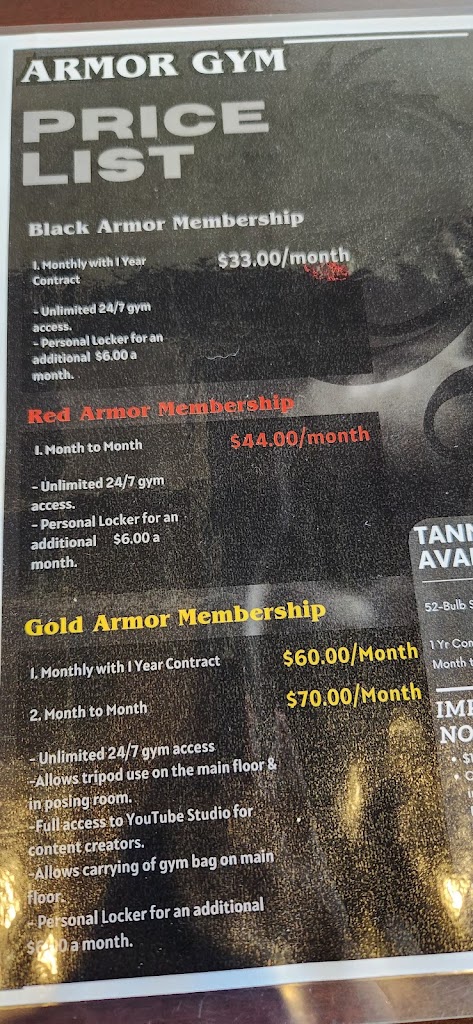 ARMOR GYM
PRICE
LIST
Black Armor Membership
1. Monthly with 1 Year
Contract
$33.00/month
- Unlimited 24/7 gym
access.
- Personal Locker for an
additional $6.00 a
month.
Red Armor Membership
1. Month to Month
$44.00/month
- Unlimited 24/7 gym
access.
- Personal Locker for an
additional $6.00 a
month.
Gold Armor Membership
1. Monthly with 1 Year Contract
$60.00/Month
2. Month to Month
$70.00/Month
- Unlimited 24/7 gym access
-Allows tripod use on the main floor &
in posing room.
-Full access to YouTube Studio for
content creators.
-Allows carrying of gym bag on main
floor.
- Personal Locker for an additional
a month.
TAN
AVA
52-Bulb S
1 Yr Con
Month t
IM
NO